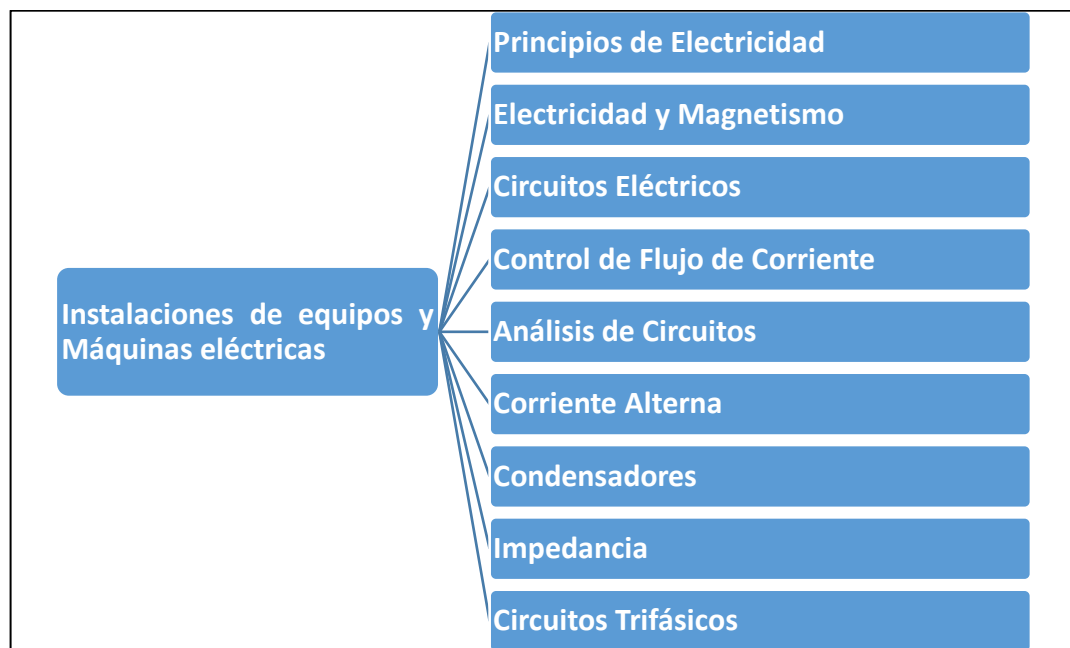 Principios de Electricidad
Electricidad y Magnetismo
Circuitos Eléctricos
Control de Flujo de Corriente
Instalaciones de equipos y
Máquinas eléctricas
Análisis de Circuitos
Corriente Alterna
Condensadores
Impedancia
Circuitos Trifásicos